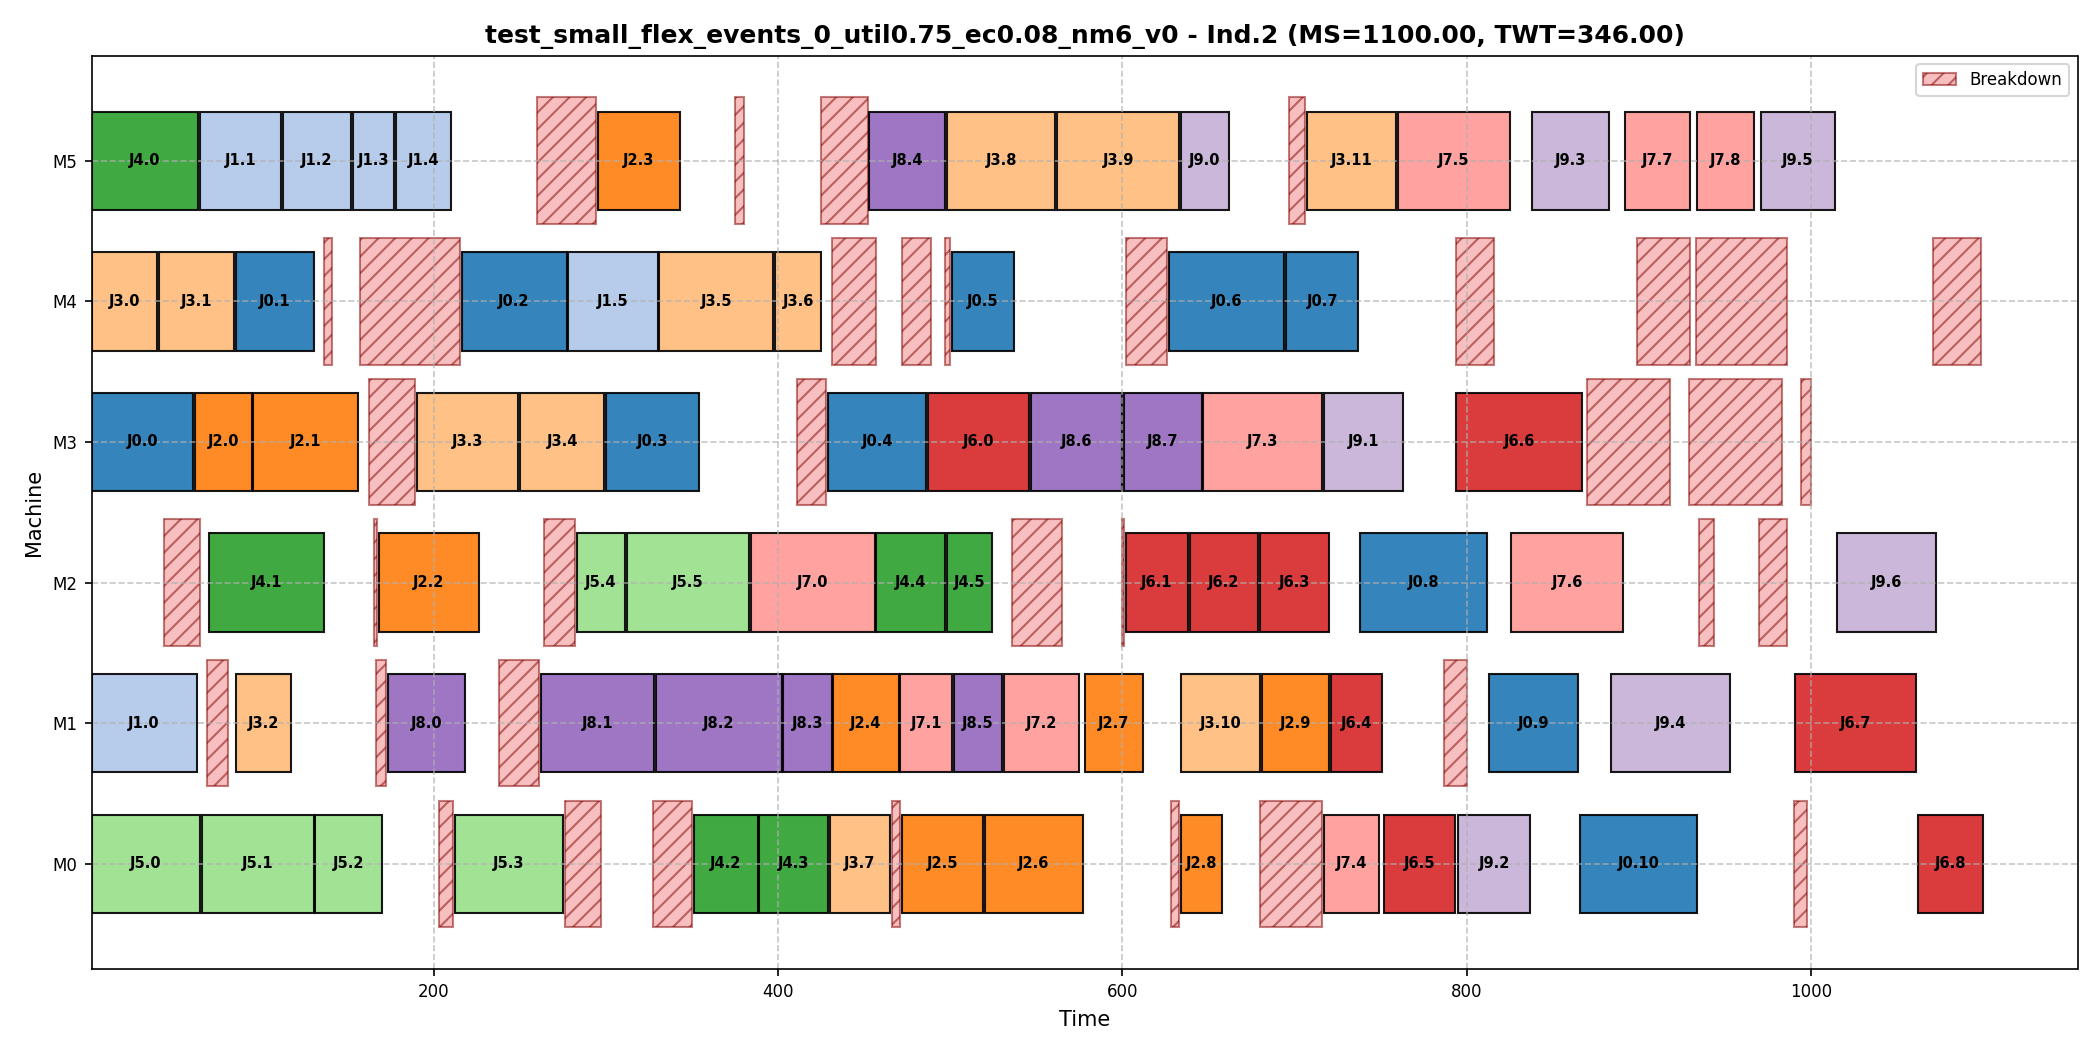 test_small_flex_events_0_util0.75_ec0.08_nm6_v0 - Ind.2 (MS=1100.00, TWT=346.00)
Breakdown
M5
J4.0 J1.1 J1.2 J1.3 J1.4 J2.3 J8.4 J3.8 J3.9 J9.0 J3.11 J7.5 J9.3 J7.7 J7.8 J9.5
M4
J3.0 J3.1 J0.1 J0.2 J1.5 J3.5 J3.6 J0.5 J0.6 J0.7
M3
J0.0 J2.0 J2.1 J3.3 J3.4 J0.3 J0.4 J6.0 J8.6 J8.7 J7.3 J9.1 J6.6
M2
J4.1 J2.2 J5.4 J5.5 J7.0 J4.4 J4.5 J6.1 J6.2 J6.3 J0.8 J7.6 J9.6
M1
J1.0 J3.2 J8.0 J8.1 J8.2 J8.3 J2.4 J7.1 J8.5 J7.2 J2.7 J3.10 J2.9 J6.4 J0.9 J9.4 J6.7
M0
J5.0 J5.1 J5.2 J5.3 J4.2 J4.3 J3.7 J2.5 J2.6 J2.8 J7.4 J6.5 J9.2 J0.10 J6.8
Machine
200 400 600 800 1000
Time